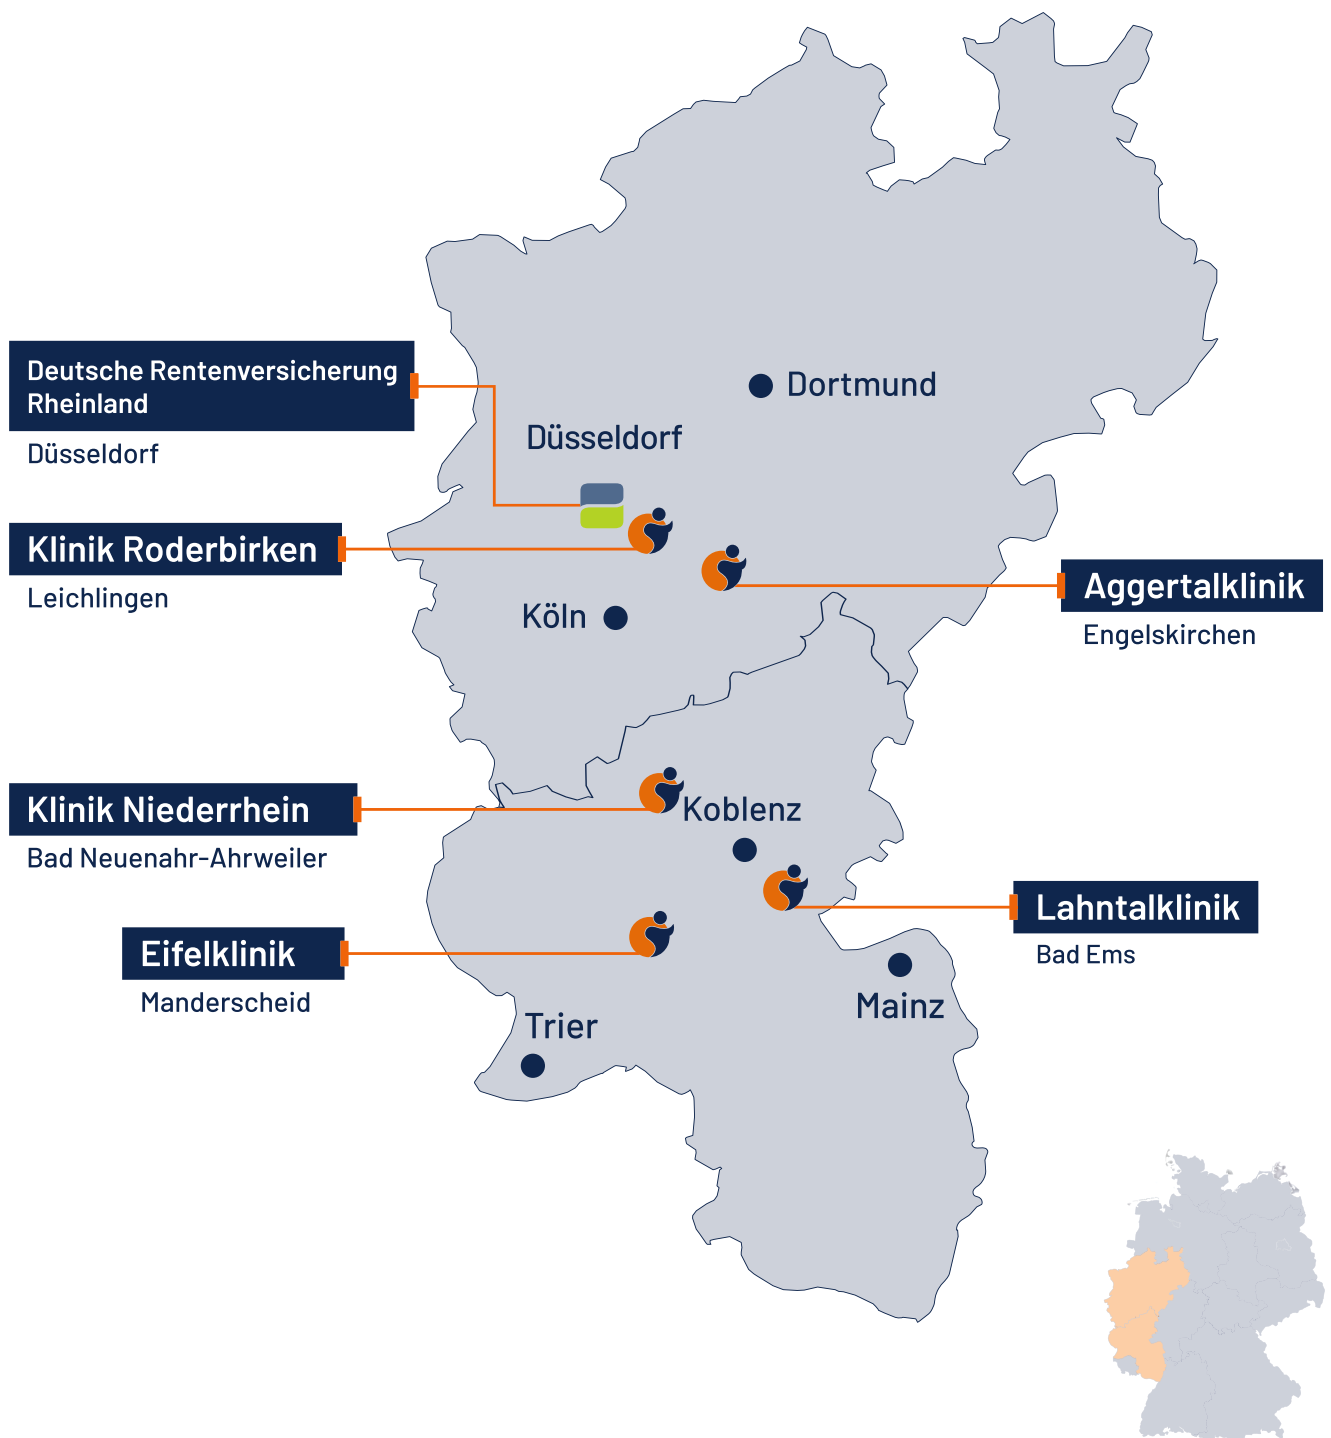 Dortmund
Deutsche Rentenversicherung
Rheinland
Düsseldorf
Düsseldorf
Klinik Roderbirken
Leichlingen
Aggertalklinik
Engelskirchen
Köln
Klinik Niederrhein
Bad Neuenahr-Ahrweiler
Koblenz
Lahntalklinik
Bad Ems
Eifelklinik
Manderscheid
Mainz
Trier